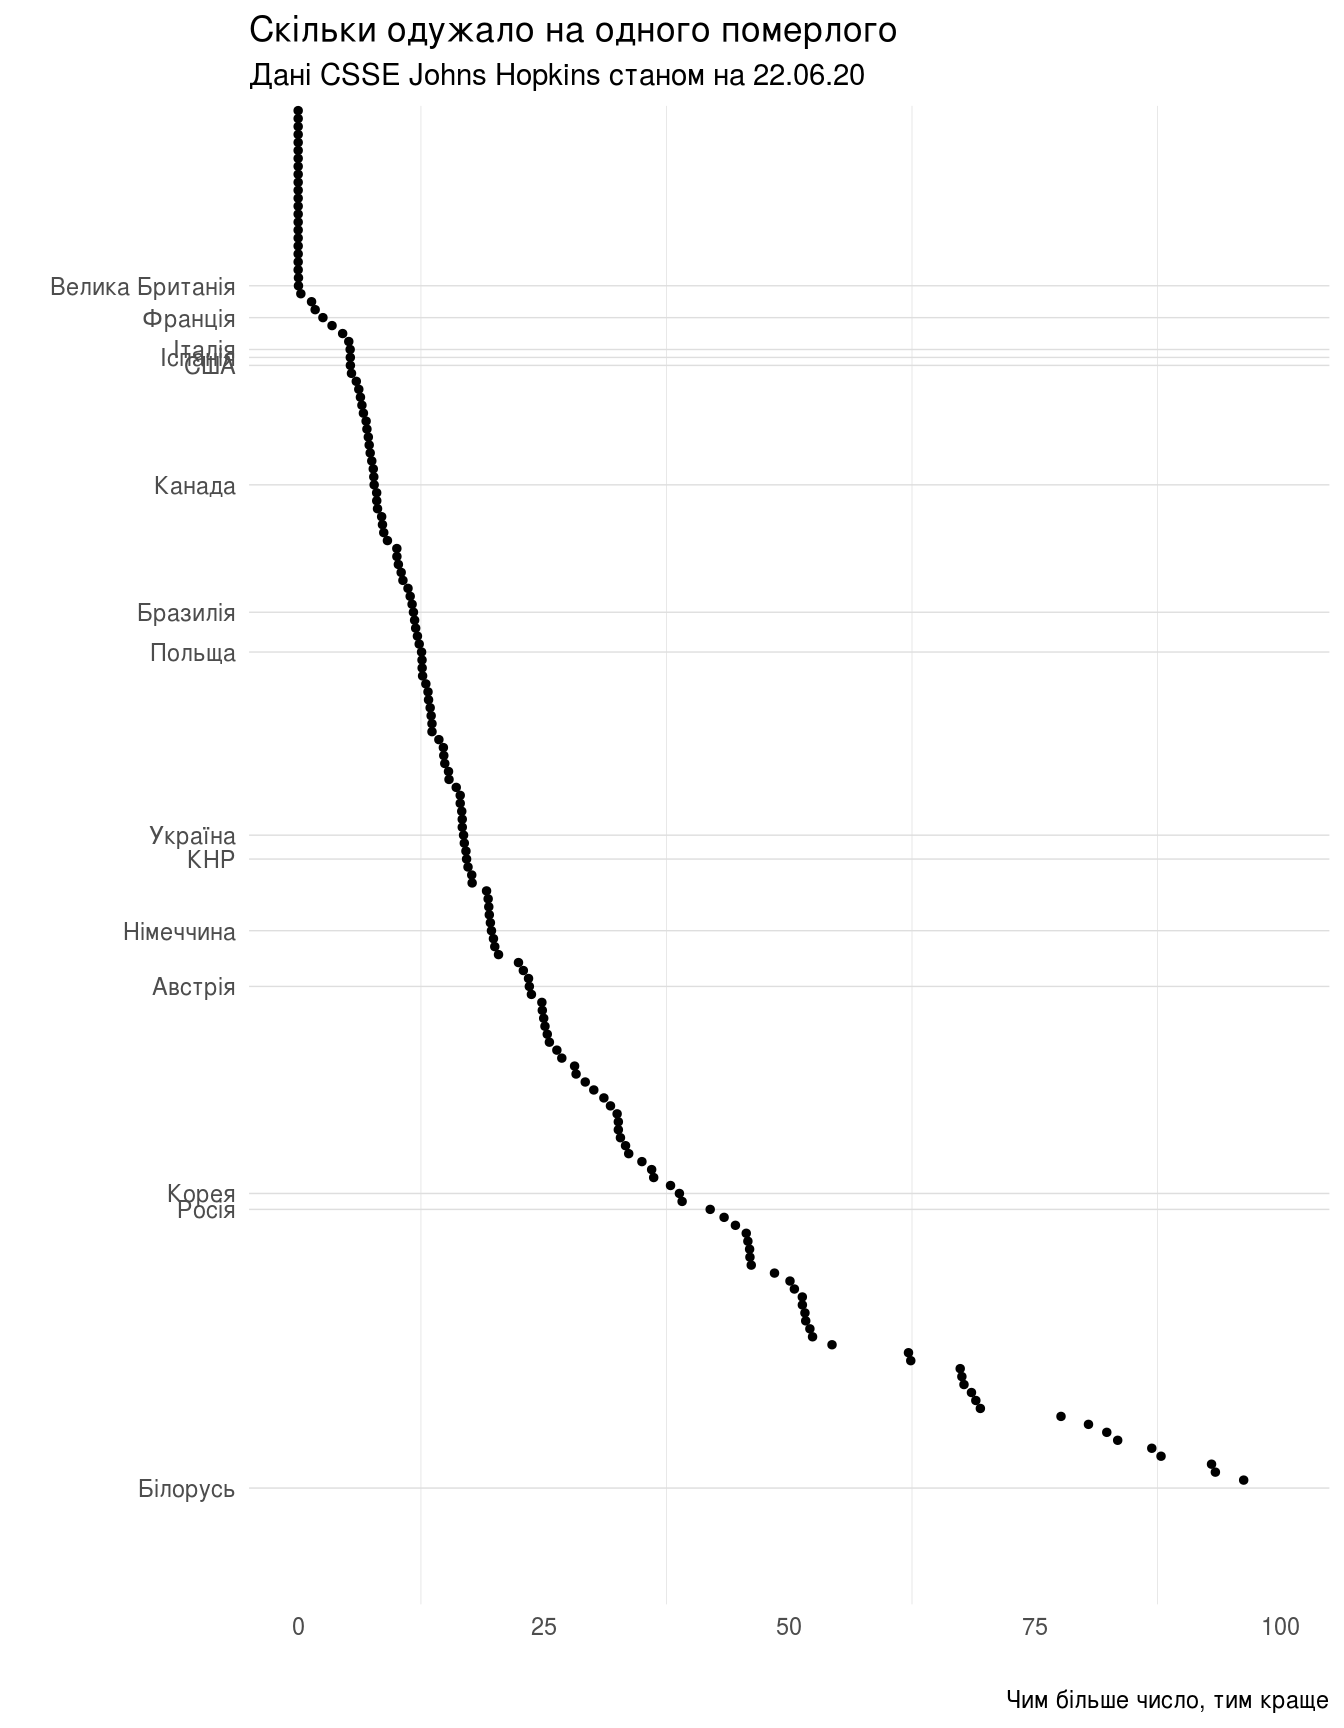 Скільки одужало на одного померлого
Дані CSSE Johns Hopkins станом на 22.06.20
Велика Британія
Франція
Італія
Іспанія
США
Канада
Бразилія
Польща
Україна
КНР
Німеччина
Австрія
Корея
Росія
Білорусь
0 25 50 75 100
Чим більше число, тим краще